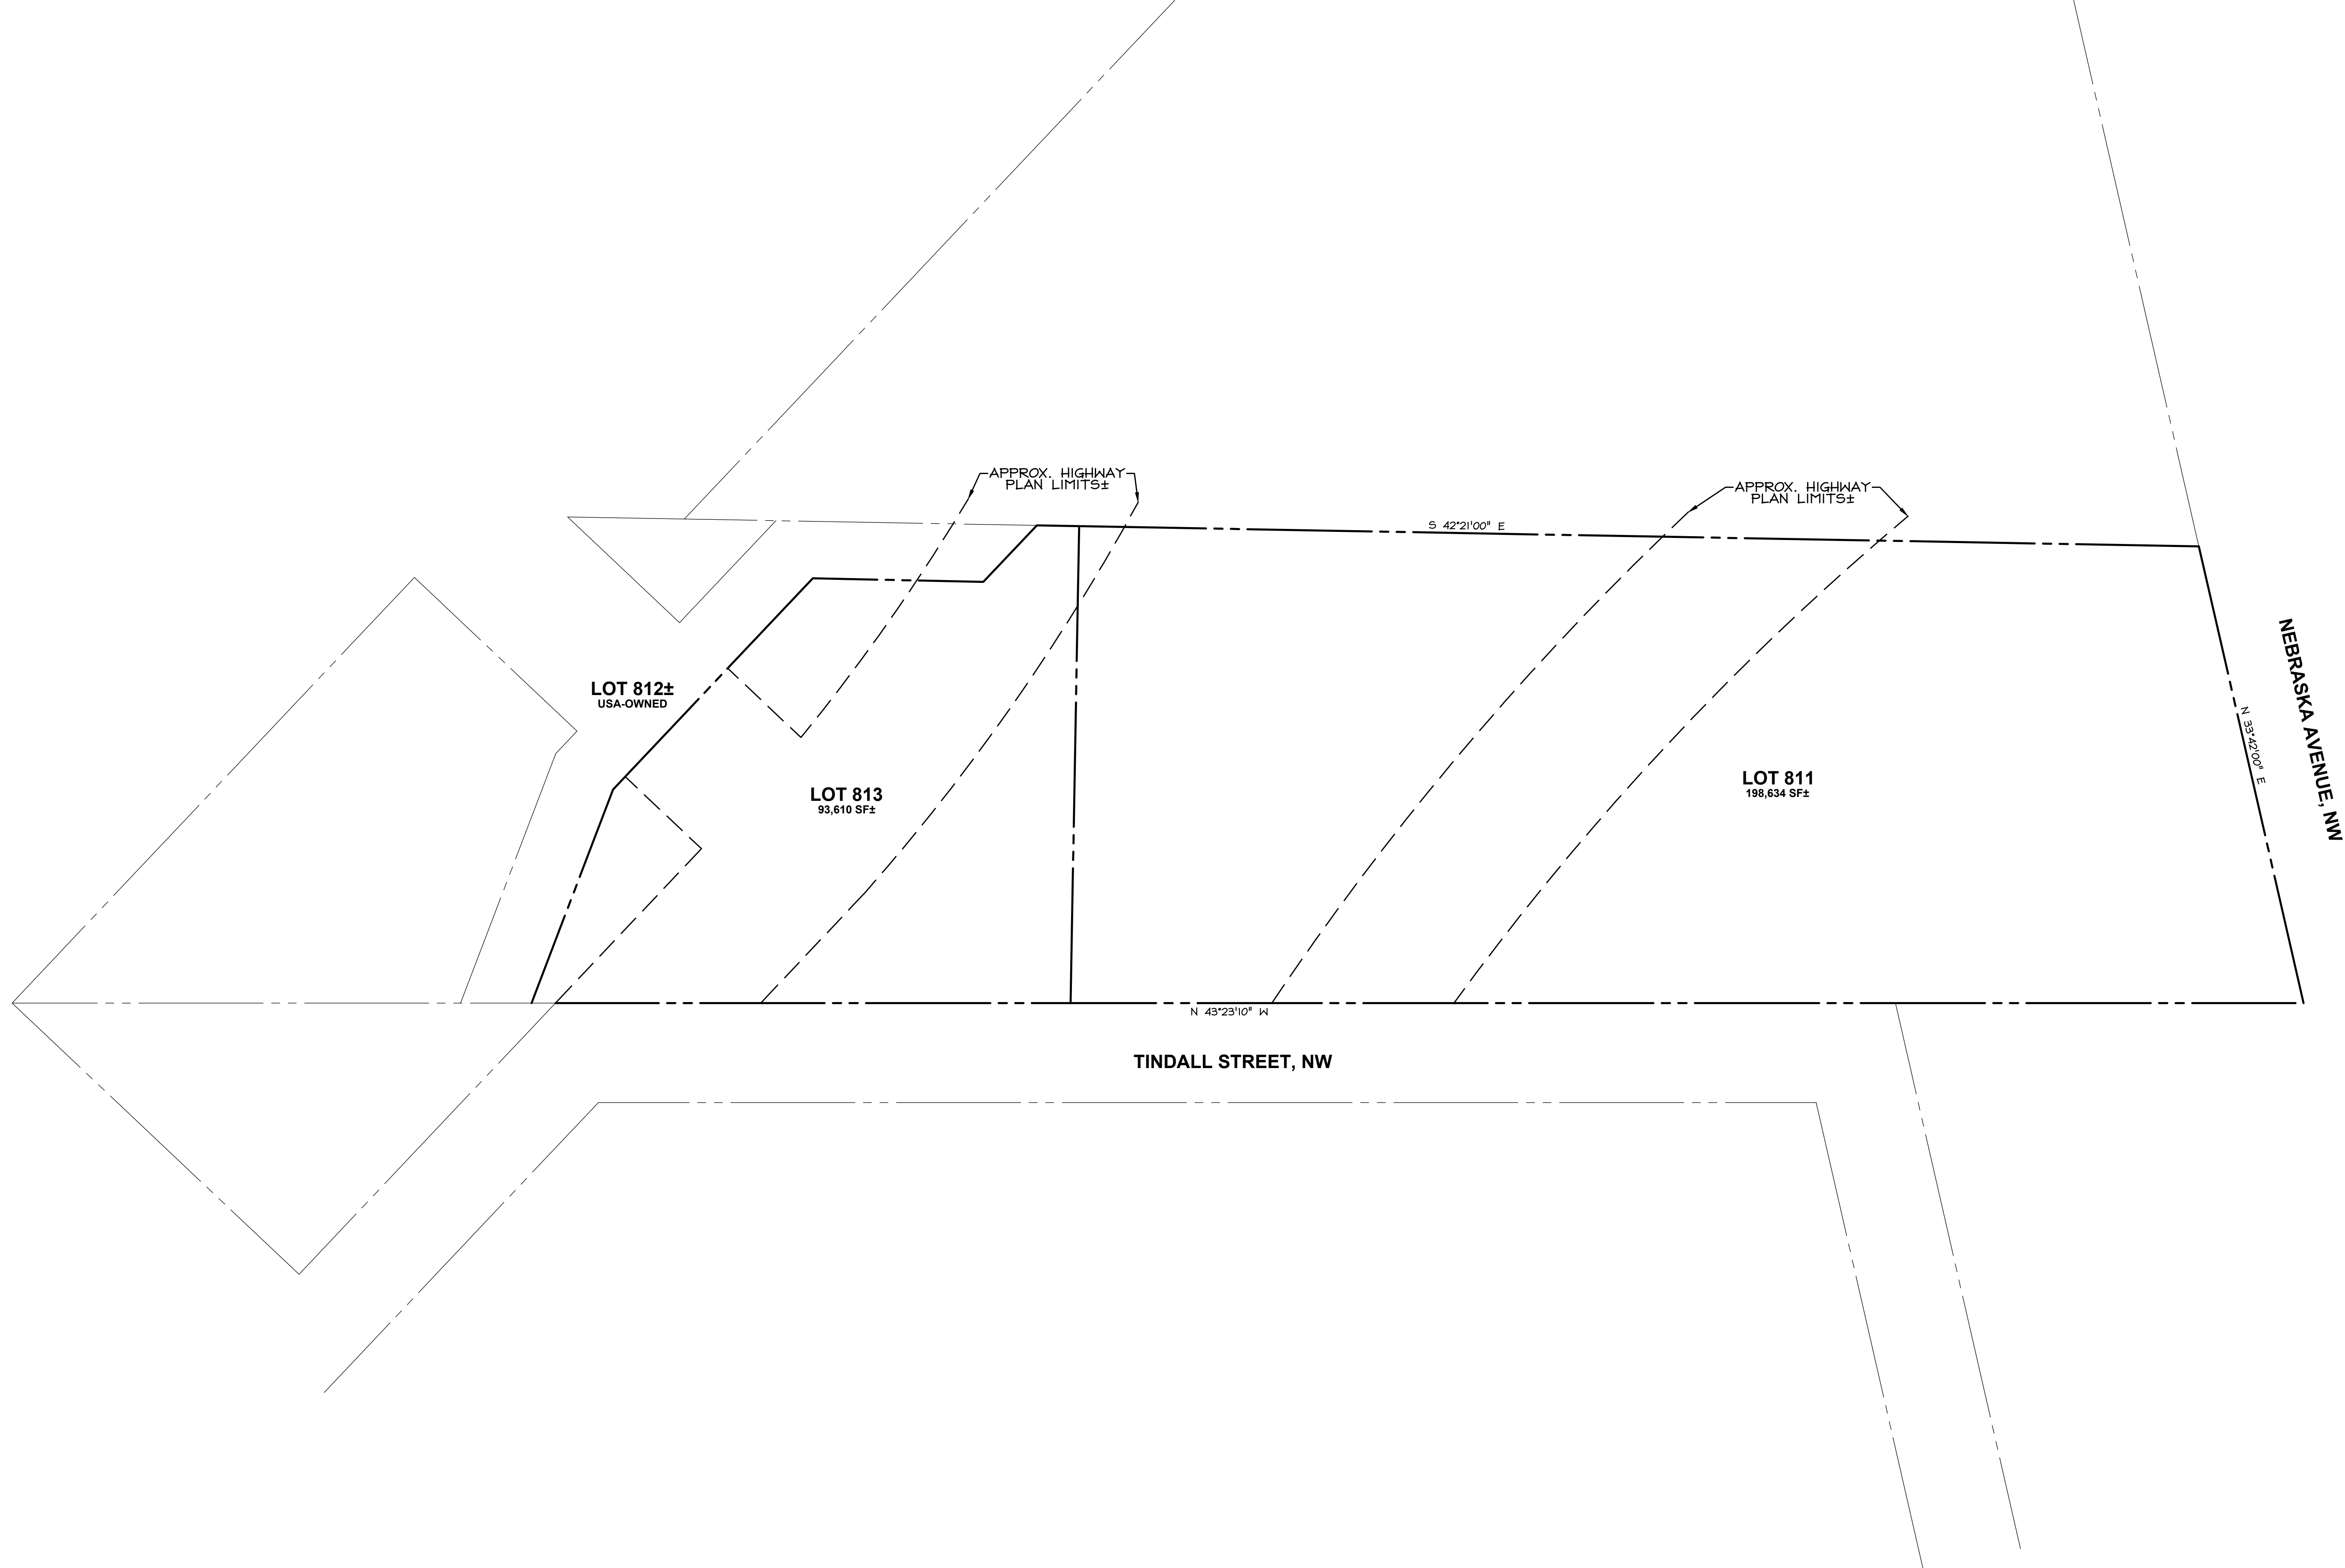 APPROX. HIGHWAY
PLAN LIMITS±
APPROX. HIGHWAY
PLAN LIMITS±
S 42°21'00" E
NEBRASKA AVENUE, NW
N 33°42'00" E
LOT 812±
USA-OWNED
LOT 813
93,610 SF±
LOT 811
198,634 SF±
N 43°23'10" W
TINDALL STREET, NW